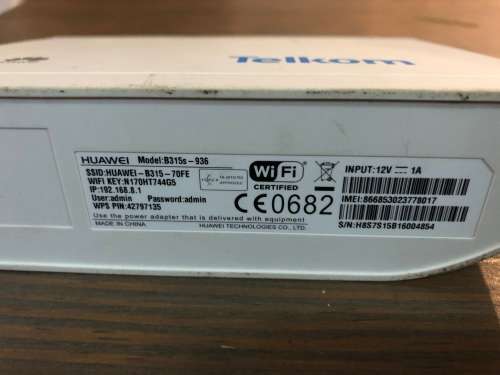 Telkom
HUAWEI Model:B315s-936
SSID:HUAWEI-B315-70FE
WIFI KEY:N170HT744G5
IP:192.168.8.1
User:admin Password:admin
WPS PIN:42797135
Use the power adapter that is delivered with equipment
MADE IN CHINA HUAWEI TECHNOLOGIES CO., LTD.
WiFi
CERTIFIED
CE0682
INPUT:12V 1A
IMEI:866853023778017
S/N:H8S7S15B16004854